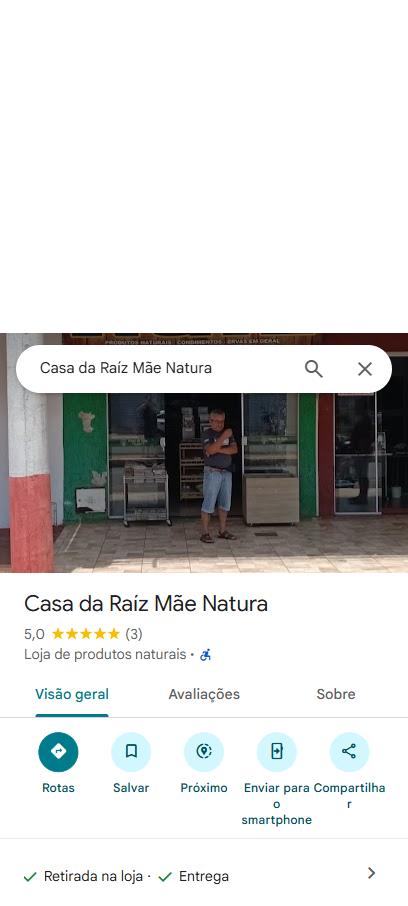 PRODUTOS NATURAIS · CONDIMENTOS · ERVAS EM GERAL
Casa da Raíz Mãe Natura
Casa da Raíz Mãe Natura
5,0 (3)
Loja de produtos naturais ·
Visão geral Avaliações Sobre
Rotas Salvar Próximo Enviar para o smartphone Compartilhar
Retirada na loja · Entrega